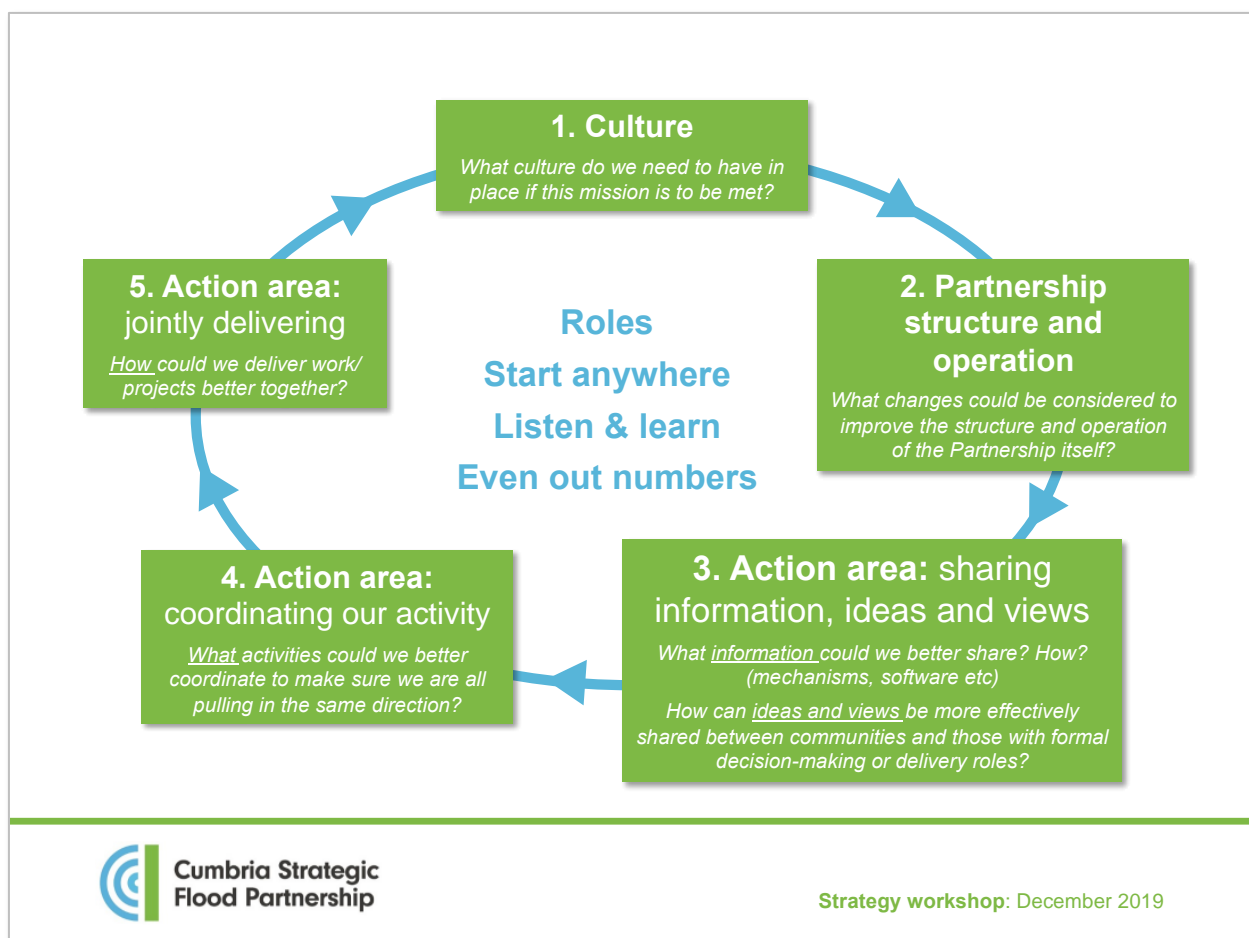 1. Culture
What culture do we need to have in
place if this mission is to be met?
2. Partnership
structure and
operation
What changes could be considered to
improve the structure and operation
of the Partnership itself?
3. Action area: sharing
information, ideas and views
What information could we better share? How?
(mechanisms, software etc)
How can ideas and views be more effectively
shared between communities and those with formal
decision-making or delivery roles?
4. Action area:
coordinating our activity
What activities could we better
coordinate to make sure we are all
pulling in the same direction?
5. Action area:
jointly delivering
How could we deliver work/
projects better together?
Roles
Start anywhere
Listen & learn
Even out numbers
Cumbria Strategic
Flood Partnership
Strategy workshop: December 2019